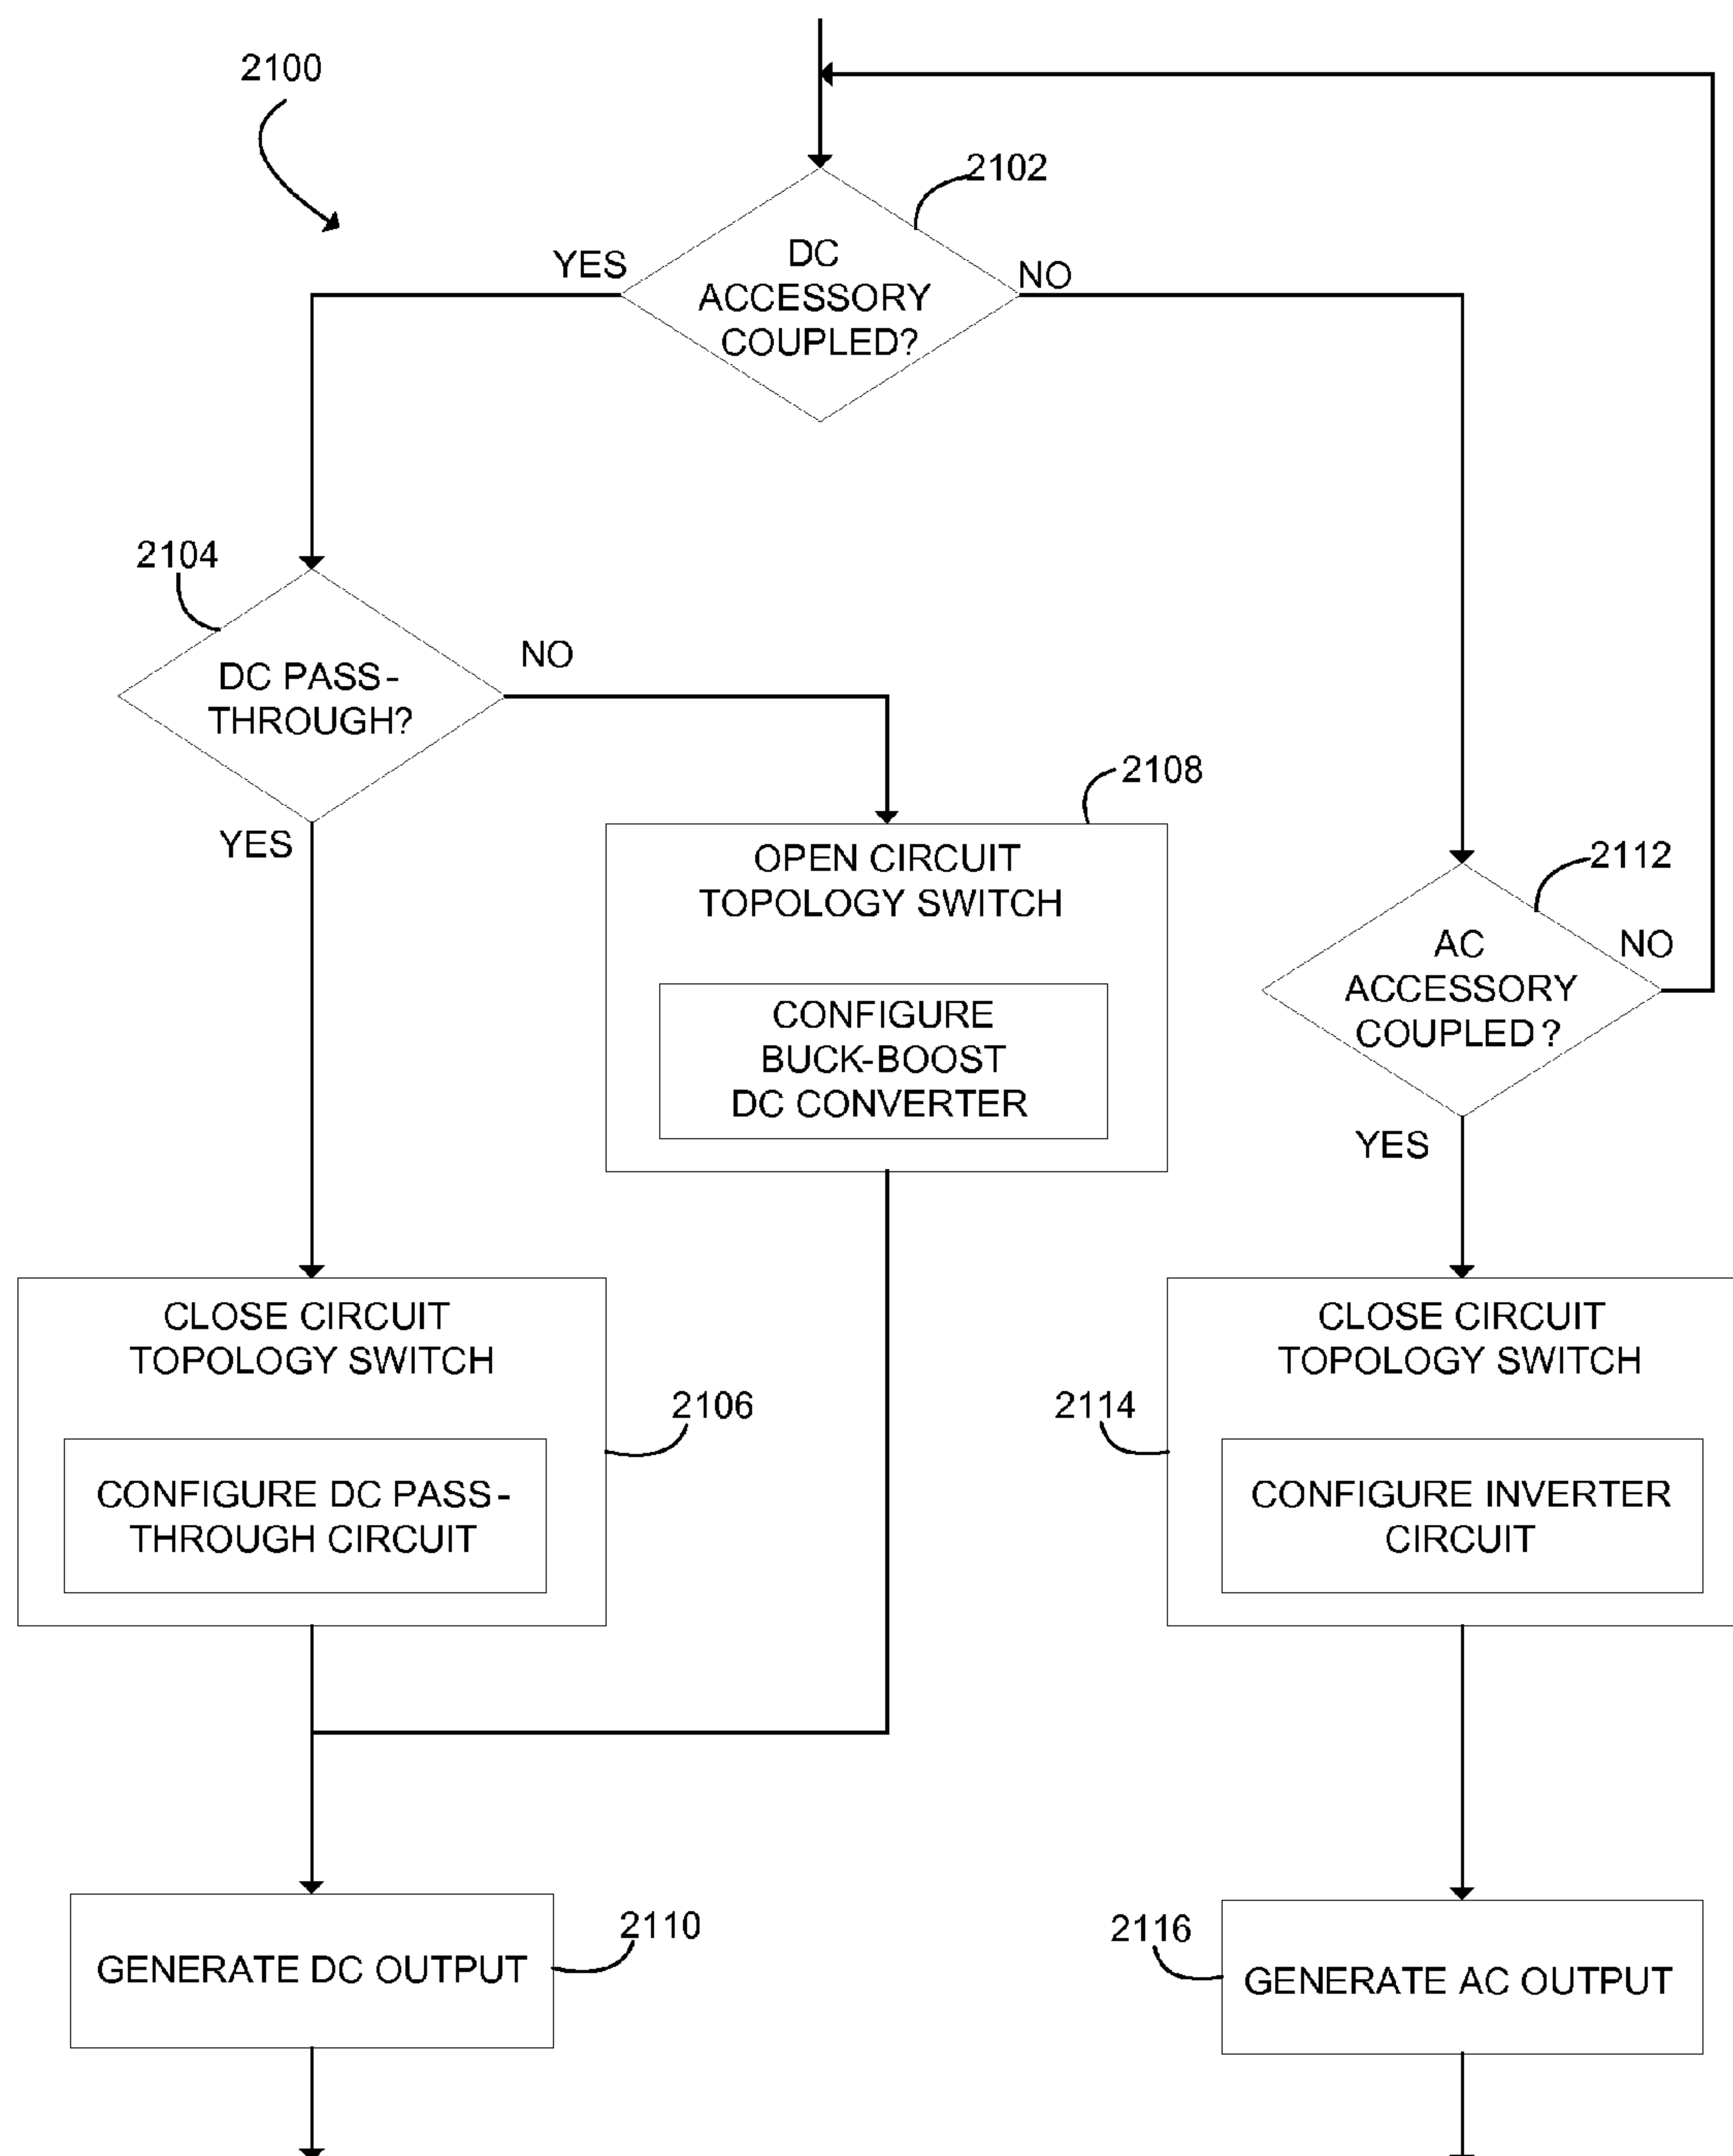 2100
2102
DC
ACCESSORY
COUPLED?
YES
NO
2104
DC PASS-
THROUGH?
NO
YES
2108
OPEN CIRCUIT
TOPOLOGY SWITCH
CONFIGURE
BUCK-BOOST
DC CONVERTER
2112
AC
ACCESSORY
COUPLED?
NO
YES
CLOSE CIRCUIT
TOPOLOGY SWITCH
2106
CONFIGURE DC PASS-
THROUGH CIRCUIT
CLOSE CIRCUIT
TOPOLOGY SWITCH
2114
CONFIGURE INVERTER
CIRCUIT
2110
GENERATE DC OUTPUT
2116
GENERATE AC OUTPUT